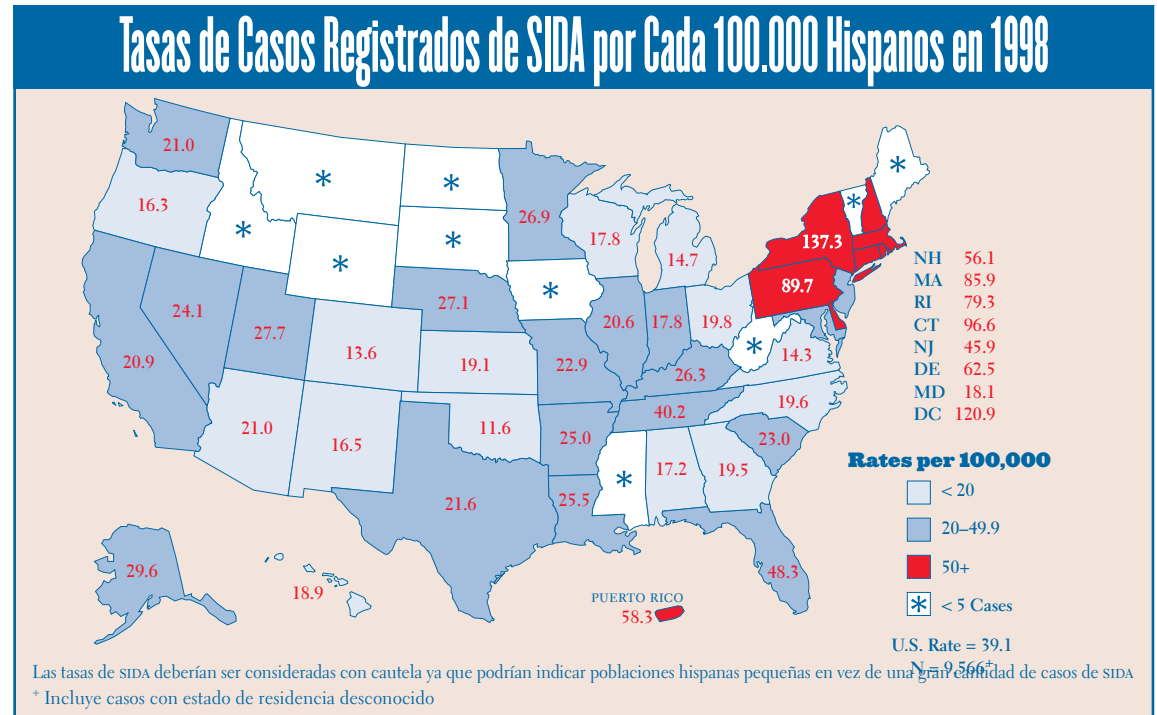 Tasas de Casos Registrados de SIDA por Cada 100.000 Hispanos en 1998
21.0
*
*
*
26.9
16.3
*
*
17.8
*
137.3
*
14.7
NH 56.1
MA 85.9
RI 79.3
CT 96.6
NJ 45.9
DE 62.5
MD 18.1
DC 120.9
89.7
*
27.1
24.1
27.7
20.6
17.8
19.8
20.9
13.6
19.1
22.9
*
14.3
26.3
19.6
40.2
21.0
16.5
11.6
25.0
23.0
*
17.2
19.5
21.6
25.5
Rates per 100,000
< 20
20–49.9
50+
* < 5 Cases
29.6
18.9
48.3
PUERTO RICO
58.3
U.S. Rate = 39.1
N = 9,566+
Las tasas de SIDA deberían ser consideradas con cautela ya que podrían indicar poblaciones hispanas pequeñas en vez de una gran cantidad de casos de SIDA
+ Incluye casos con estado de residencia desconocido